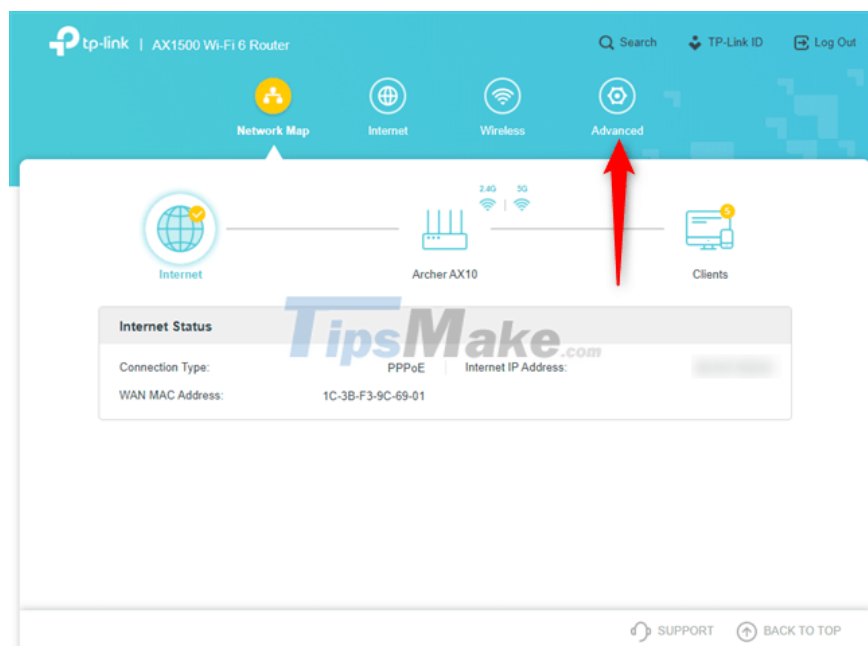 tp-link | AX1500 Wi-Fi 6 Router
Search TP-Link ID Log Out
Network Map Internet Wireless Advanced
2.4G 5G
5
Internet Archer AX10 Clients
TipsMake.com
Internet Status
Connection Type: PPPoE Internet IP Address:
WAN MAC Address: 1C-3B-F3-9C-69-01
SUPPORT BACK TO TOP